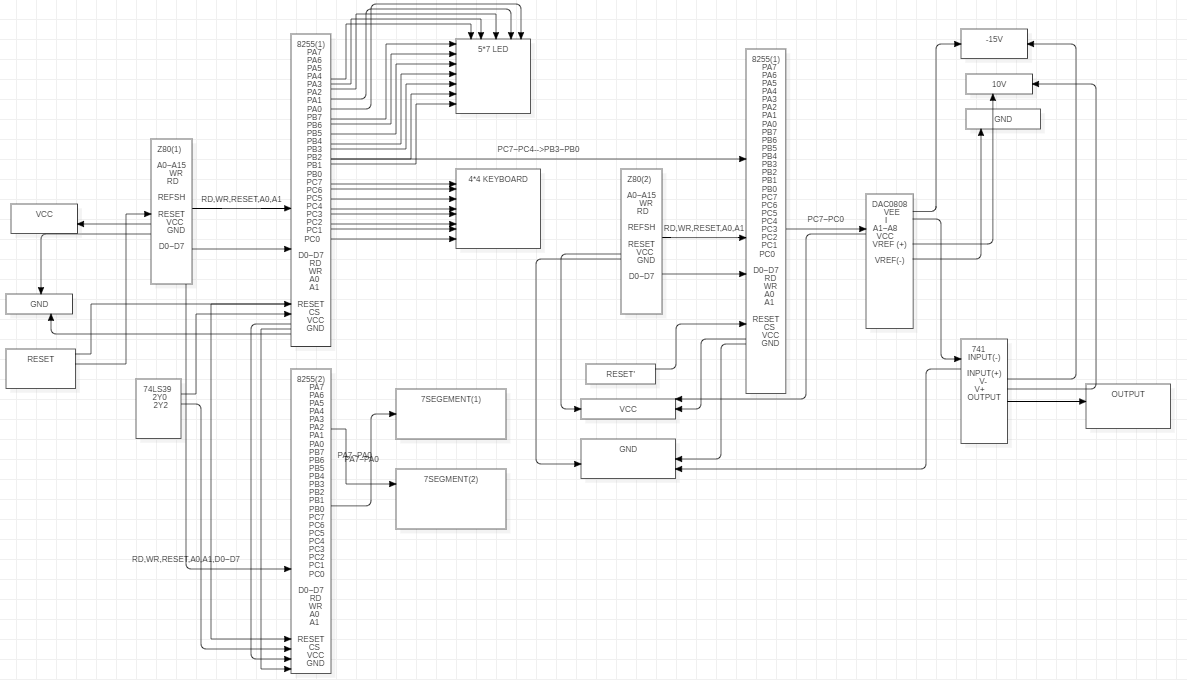 8255(1)
PA7
PA6
PA5
PA4
PA3
PA2
PA1
PA0
PB7
PB6
PB5
PB4
PB3
PB2
PB1
PB0
PC7
PC6
PC5
PC4
PC3
PC2
PC1
PC0
D0-D7
RD
WR
A0
A1
RESET
CS
VCC
GND
5*7 LED
4*4 KEYBOARD
PC7-PC4-->PB3-PB0
Z80(1)
A0-A15
WR
RD
REFSH
RESET
VCC
GND
D0-D7
RD,WR,RESET,A0,A1
VCC
GND
RESET
74LS39
2Y0
2Y2
8255(2)
PA7
PA6
PA5
PA4
PA3
PA2
PA1
PA0
PB7
PB6
PB5
PB4
PB3
PB2
PB1
PB0
PC7
PC6
PC5
PC4
PC3
PC2
PC1
PC0
D0-D7
RD
WR
A0
A1
RESET
CS
VCC
GND
7SEGEMENT(1)
PA7-PA0
PA7-PA0
7SEGMENT(2)
RD,WR,RESET,A0,A1,D0-D7
Z80(2)
A0-A15
WR
RD
REFSH
RESET
VCC
GND
D0-D7
RD,WR,RESET,A0,A1
8255(1)
PA7
PA6
PA5
PA4
PA3
PA2
PA1
PA0
PB7
PB6
PB5
PB4
PB3
PB2
PB1
PB0
PC7
PC6
PC5
PC4
PC3
PC2
PC1
PC0
D0-D7
RD
WR
A0
A1
RESET
CS
VCC
GND
RESET'
VCC
GND
PC7-PC0
DAC0808
VEE
I
A1-A8
VCC
VREF (+)
VREF(-)
-15V
10V
GND
741
INPUT(-)
INPUT(+)
V-
V+
OUTPUT
OUTPUT